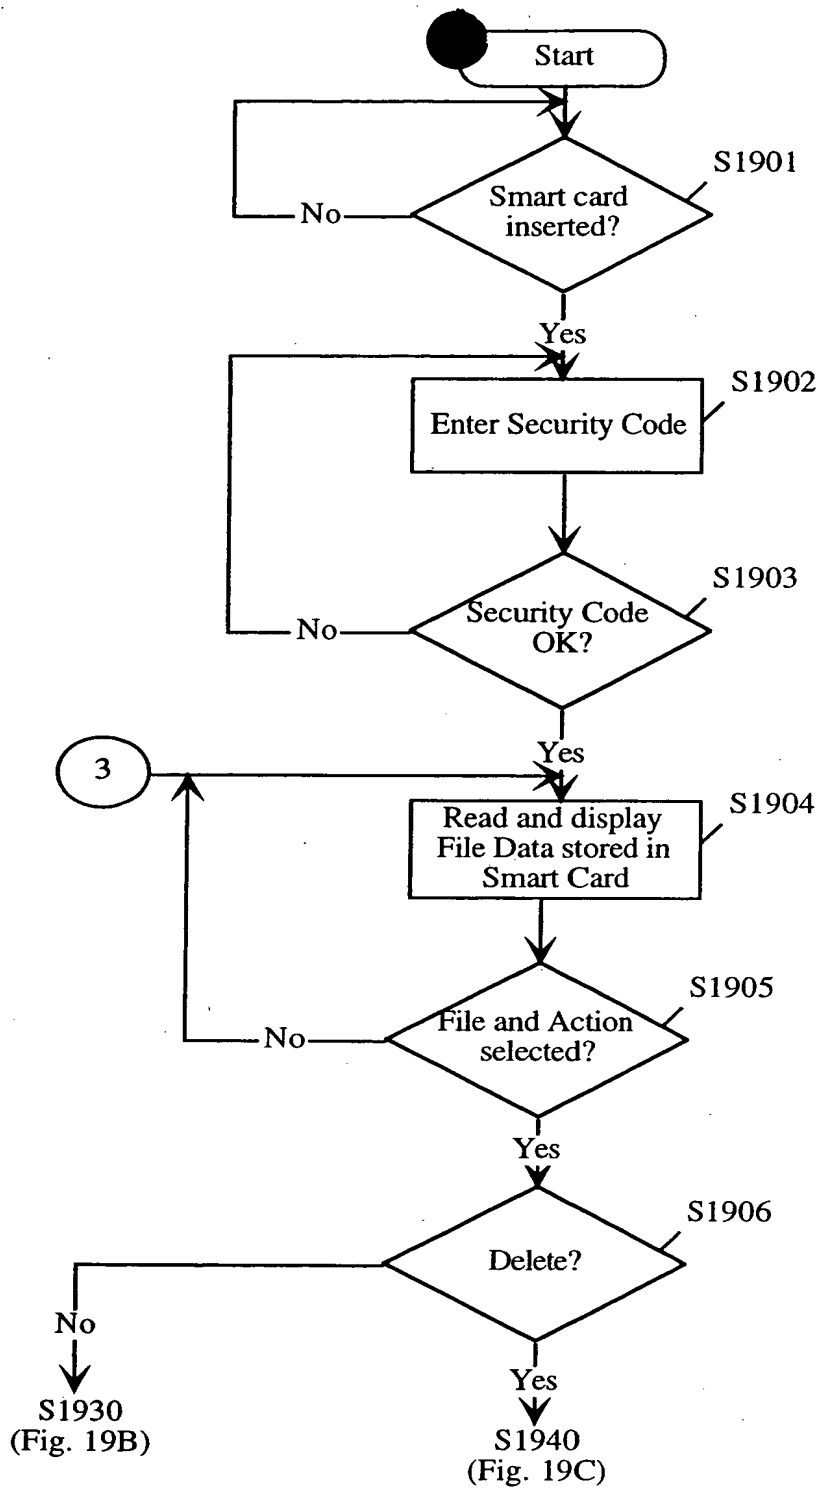 Start
S1901
Smart card
inserted?
No
Yes
S1902
Enter Security Code
S1903
Security Code
OK?
No
Yes
3
S1904
Read and display
File Data stored in
Smart Card
S1905
File and Action
selected?
No
Yes
S1906
Delete?
No
Yes
S1930
(Fig. 19B)
S1940
(Fig. 19C)